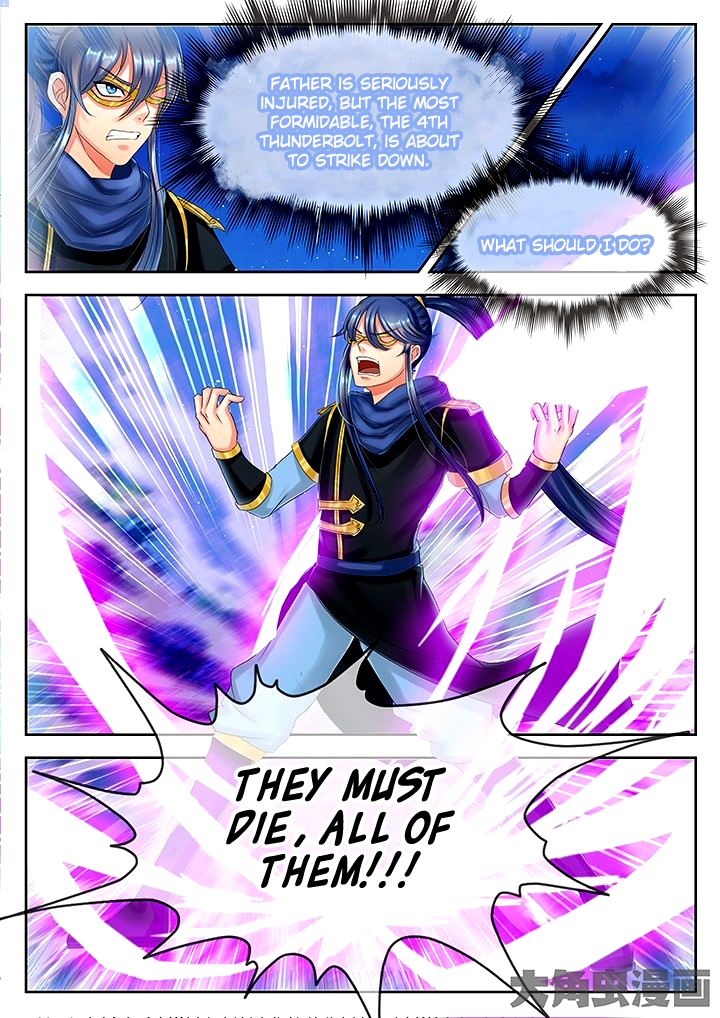 FATHER IS SERIOUSLY
INJURED, BUT THE MOST
FORMIDABLE, THE 4TH
THUNDERBOLT, IS ABOUT
TO STRIKE DOWN.
WHAT SHOULD I DO?
THEY MUST
DIE, ALL OF
THEM!!!
大角虫漫画